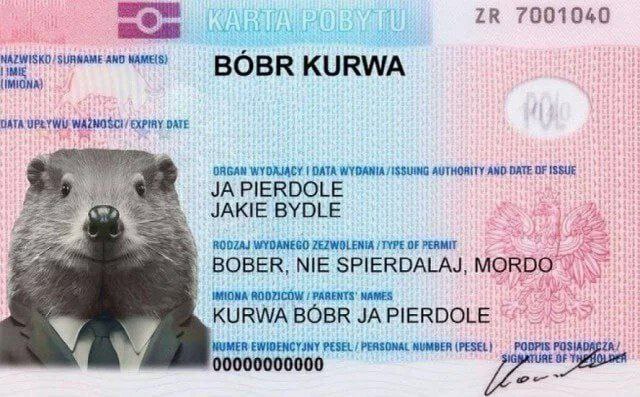 KARTA POBYTU
ZR 7001040
NAZWISKO/SURNAME AND NAME(S)
I IMIĘ
(IMIONA)
BÓBR KURWA
POL
DATA UPŁYWU WAŻNOŚCI/EXPIRY DATE
ORGAN WYDAJĄCY I DATA WYDANIA/ISSUING AUTHORITY AND DATE OF ISSUE
JA PIERDOLE
JAKIE BYDLE
RODZAJ WYDANEGO ZEZWOLENIA/TYPE OF PERMIT
BOBER, NIE SPIERDALAJ, MORDO
IMIONA RODZICÓW/PARENTS' NAMES
KURWA BÓBR JA PIERDOLE
NUMER EWIDENCYJNY PESEL/PERSONAL NUMBER (PESEL)
00000000000
PODPIS POSIADACZA/
SIGNATURE OF THE HOLDER